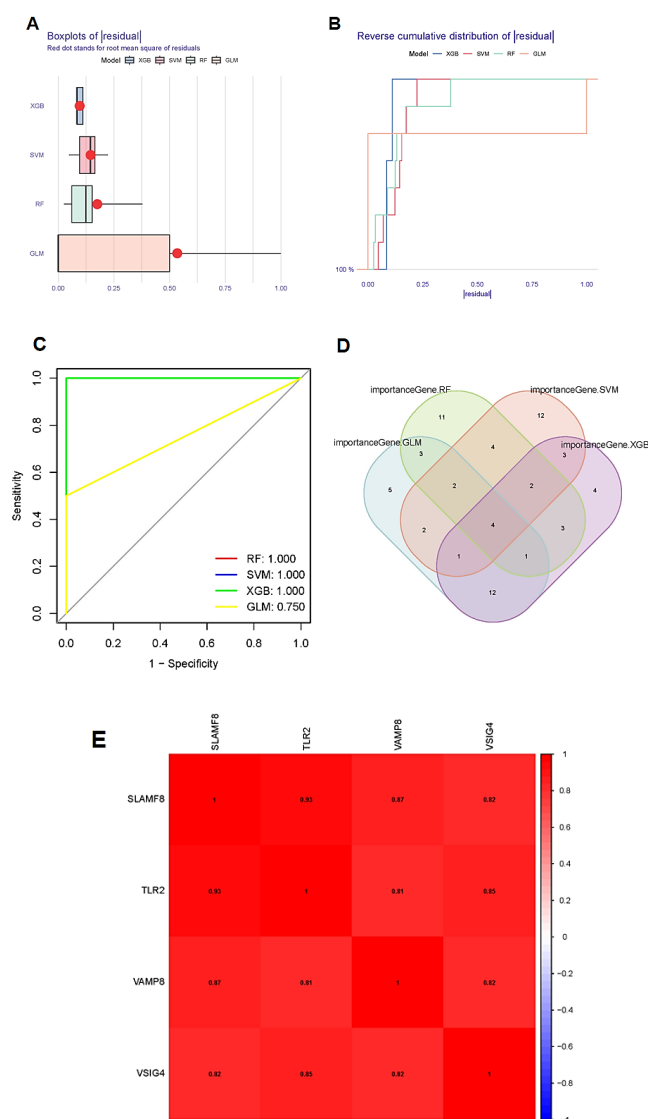 A
Boxplots of |residual|
Red dot stands for root mean square of residuals
Model XGB SVM RF GLM
XGB
SVM
RF
GLM
0.00 0.25 0.50 0.75 1.00
B
Reverse cumulative distribution of |residual|
Model XGB SVM RF GLM
100 %
0.00 0.25 0.50 0.75 1.00
|residual|
C
Sensitivity
1.0
0.8
0.6
0.4
0.2
0.0
RF: 1.000
SVM: 1.000
XGB: 1.000
GLM: 0.750
0.0 0.2 0.4 0.6 0.8 1.0
1 − Specificity
D
importanceGene.RF importanceGene.SVM
importanceGene.GLM importanceGene.XGB
11 12
3 4 3
5 2 2 4
2 4 3
1 1
12
E
SLAMF8 TLR2 VAMP8 VSIG4
SLAMF8 1 0.93 0.87 0.82
TLR2 0.93 1 0.81 0.85
VAMP8 0.87 0.81 1 0.82
VSIG4 0.82 0.85 0.82 1
1
0.8
0.6
0.4
0.2
0
−0.2
−0.4
−0.6
−0.8
−1